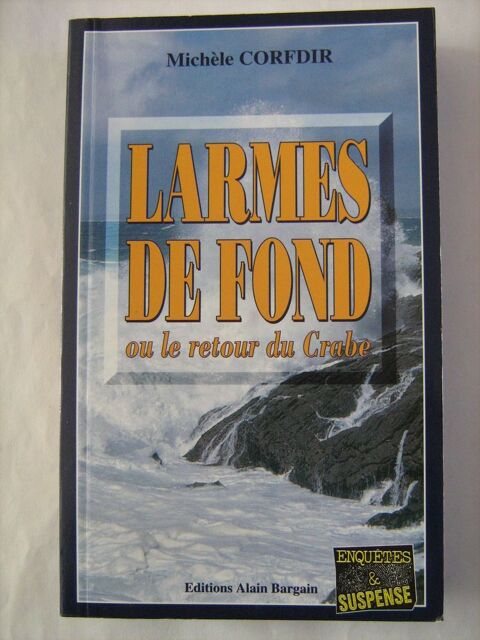 Michèle CORFDIR
LARMES
DE FOND
ou le retour du Crabe
ENQUÊTES
&
SUSPENSE
Editions Alain Bargain